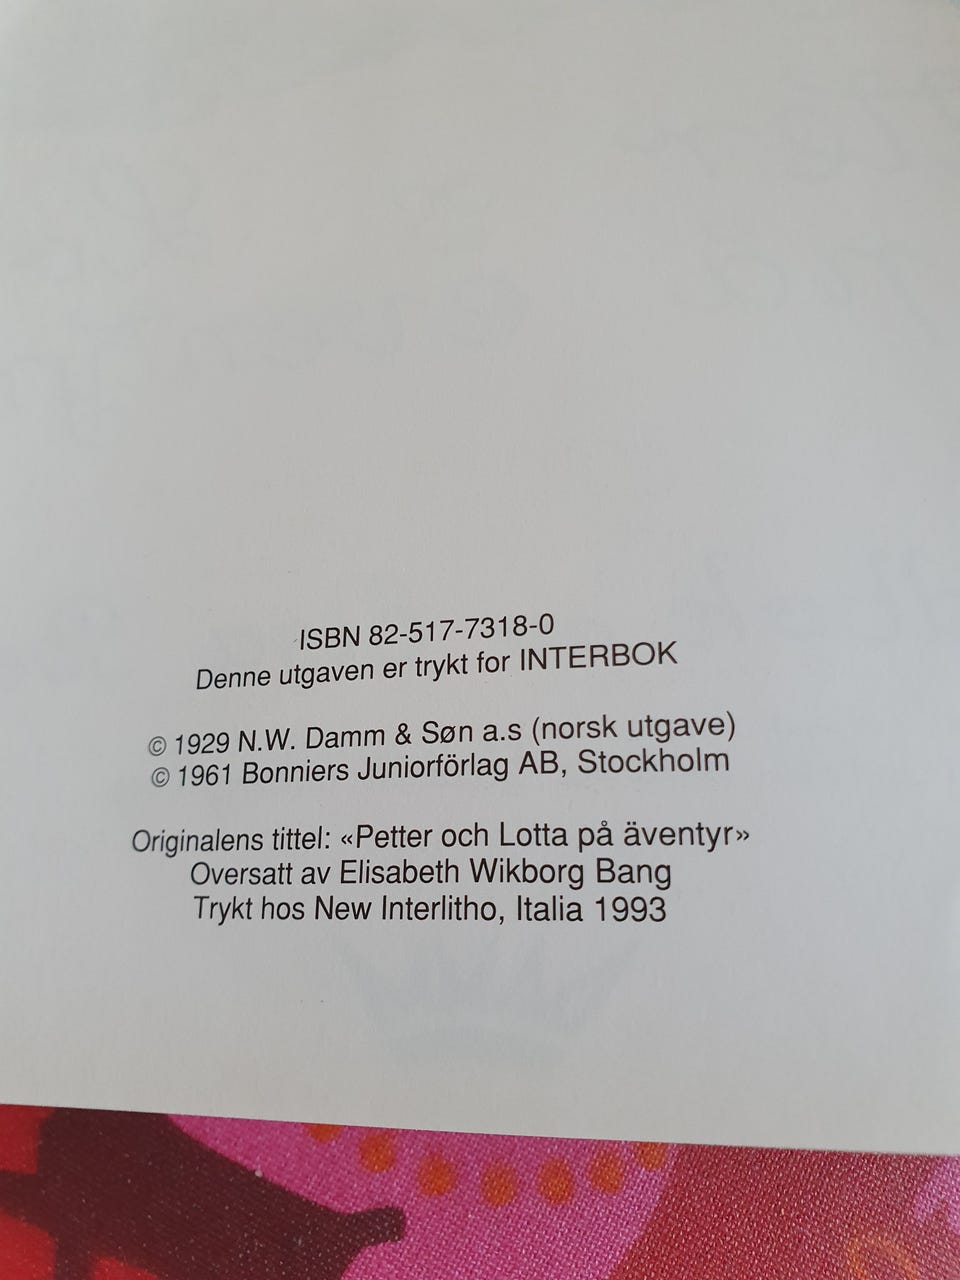 ISBN 82-517-7318-0
Denne utgaven er trykt for INTERBOK
© 1929 N.W. Damm & Søn a.s (norsk utgave)
© 1961 Bonniers Juniorförlag AB, Stockholm
Originalens tittel: «Petter och Lotta på äventyr»
Oversatt av Elisabeth Wikborg Bang
Trykt hos New Interlitho, Italia 1993